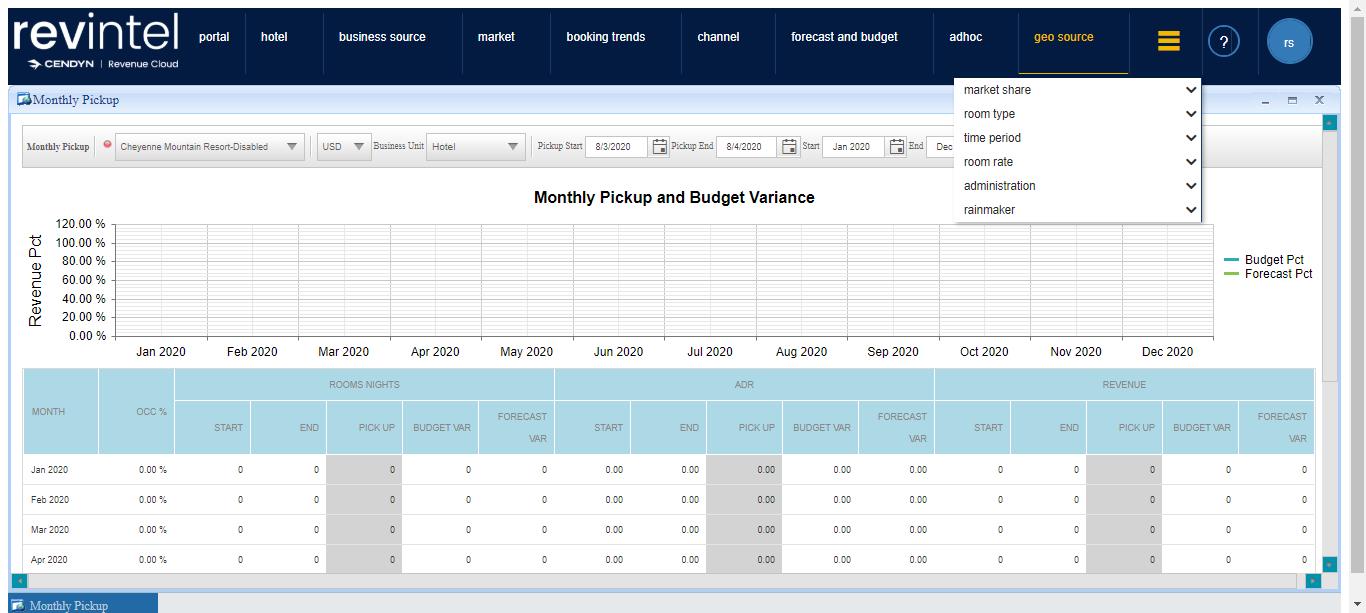 revintel
CENDYN | Revenue Cloud
portal hotel business source market booking trends channel forecast and budget adhoc geo source ? rs
market share
room type
time period
room rate
administration
rainmaker
Monthly Pickup
Monthly Pickup Cheyenne Mountain Resort-Disabled USD Business Unit Hotel Pickup Start 8/3/2020 Pickup End 8/4/2020 Start Jan 2020 End Dec
Monthly Pickup and Budget Variance
Revenue Pct
120.00 %
100.00 %
80.00 %
60.00 %
40.00 %
20.00 %
0.00 %
Jan 2020 Feb 2020 Mar 2020 Apr 2020 May 2020 Jun 2020 Jul 2020 Aug 2020 Sep 2020 Oct 2020 Nov 2020 Dec 2020
Budget Pct
Forecast Pct
ROOMS NIGHTS ADR REVENUE
MONTH OCC % START END PICK UP BUDGET VAR FORECAST VAR START END PICK UP BUDGET VAR FORECAST VAR START END PICK UP BUDGET VAR FORECAST VAR
Jan 2020 0.00 % 0 0 0 0 0 0.00 0.00 0.00 0.00 0.00 0 0 0 0 0
Feb 2020 0.00 % 0 0 0 0 0 0.00 0.00 0.00 0.00 0.00 0 0 0 0 0
Mar 2020 0.00 % 0 0 0 0 0 0.00 0.00 0.00 0.00 0.00 0 0 0 0 0
Apr 2020 0.00 % 0 0 0 0 0 0.00 0.00 0.00 0.00 0.00 0 0 0 0 0
Monthly Pickup